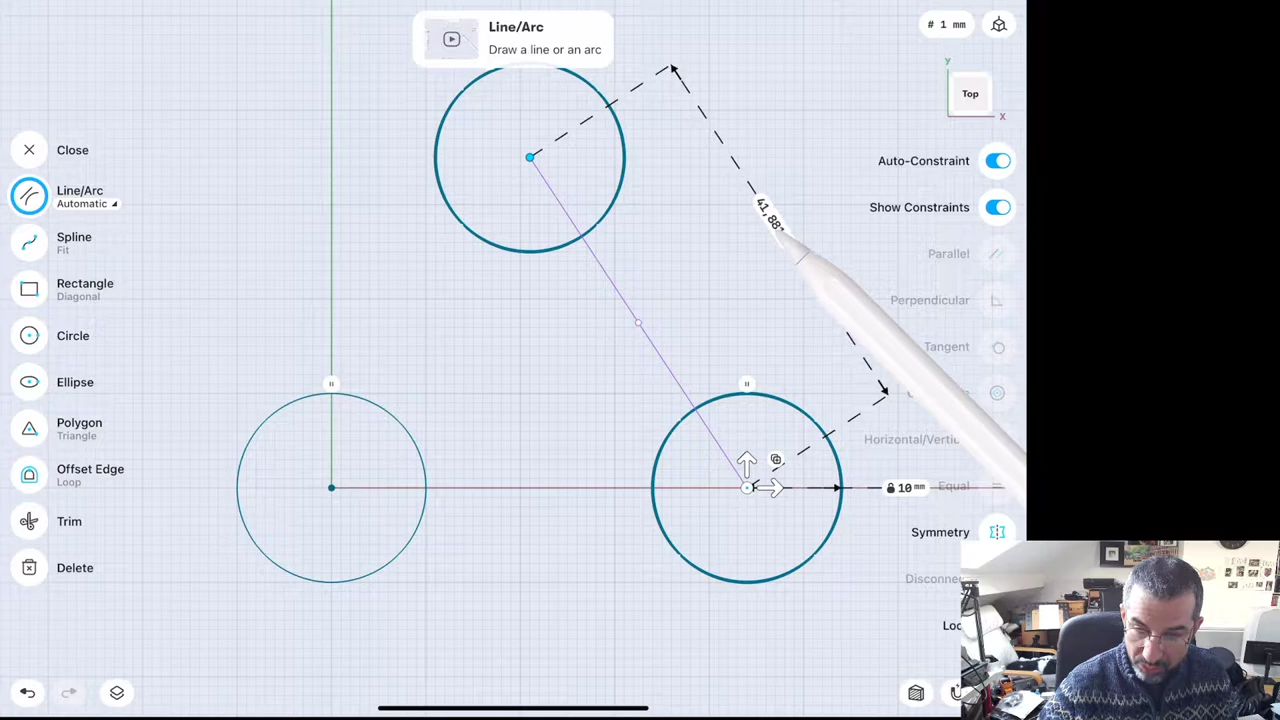 Line/Arc
Draw a line or an arc
# 1 mm
y
Top
X
Close
Line/Arc
Automatic
Spline
Fit
Rectangle
Diagonal
Circle
Ellipse
Polygon
Triangle
Offset Edge
Loop
Trim
Delete
Auto-Constraint
Show Constraints
Parallel
Perpendicular
Tangent
Horizontal/Vertic
Equal
Symmetry
Disconnec
Loc
41,88
10 mm